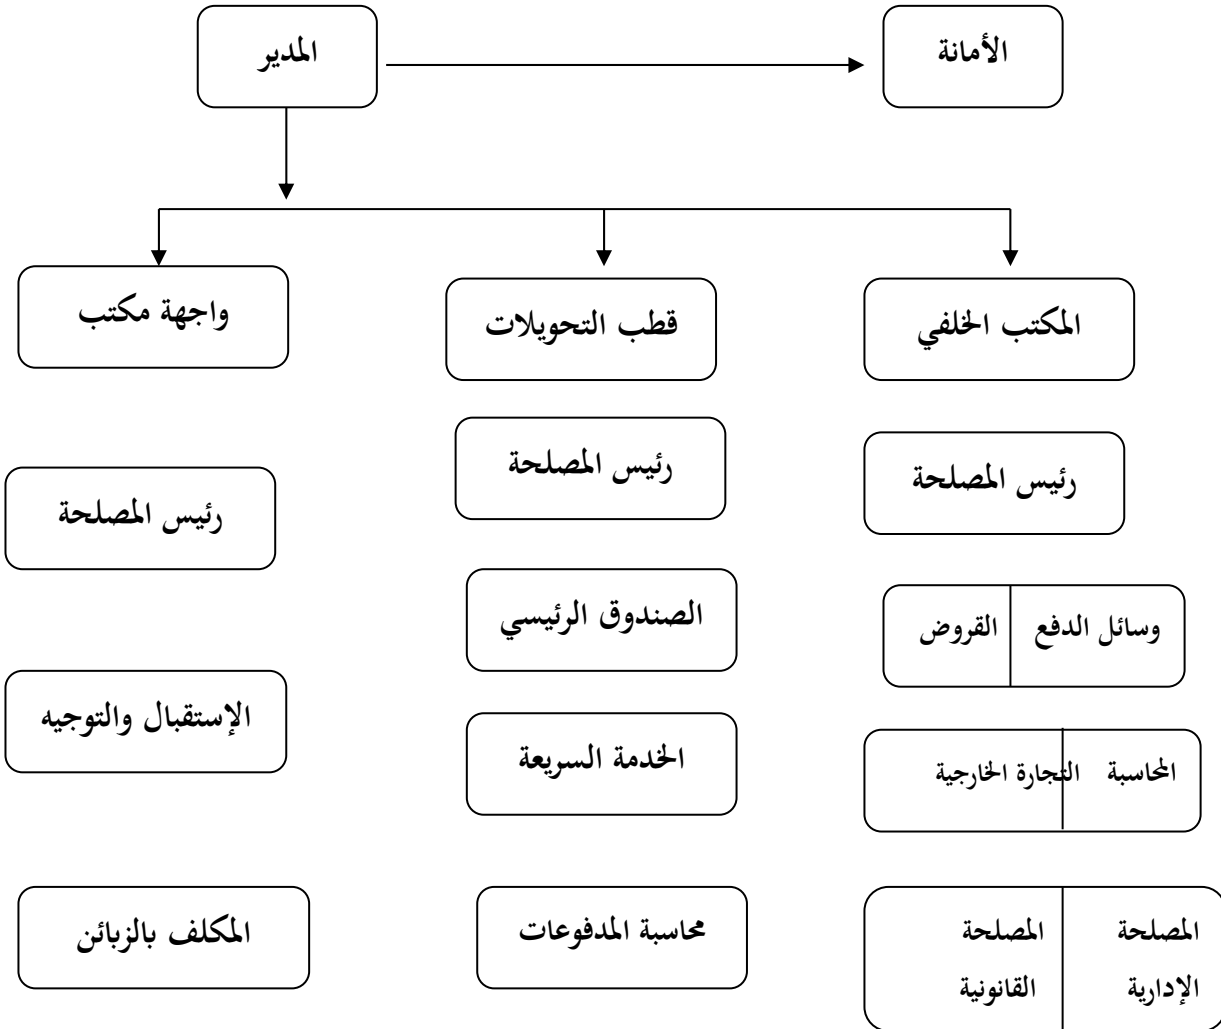 الأمانة
المدير
المكتب الخلفي
قطب التحويلات
واجهة مكتب
رئيس المصلحة
رئيس المصلحة
رئيس المصلحة
وسائل الدفع
القروض
الصندوق الرئيسي
الإستقبال والتوجيه
المحاسبة
التجارة الخارجية
الخدمة السريعة
المصلحة
الإدارية
المصلحة
القانونية
محاسبة المدفوعات
المكلف بالزبائن